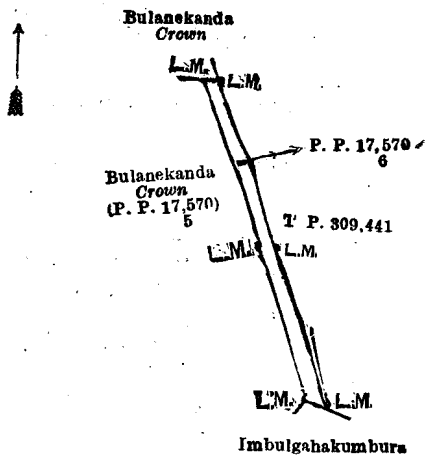 Bulanekanda
Crown
L.M. L.M.
P. P. 17,570
6
Bulanekanda
Crown
(P. P. 17,570)
5
T P. 309,441
L.M. L.M.
L.M. L.M.
Imbulgahakumbura